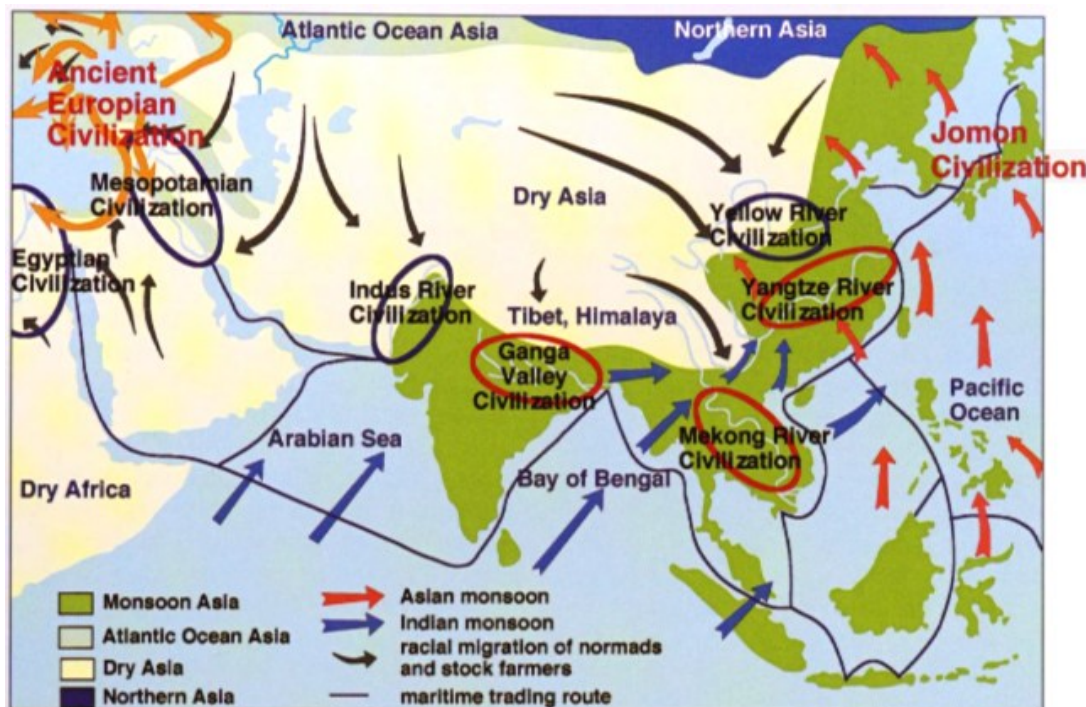 Atlantic Ocean Asia
Northern Asia
Ancient
Europian
Civilization
Jomon
Civilization
Mesopotamian
Civilization
Dry Asia
Yellow River
Civilization
Egyptian
Civilization
Indus River
Civilization
Yangtze River
Civilization
Tibet, Himalaya
Ganga
Valley
Civilization
Pacific
Ocean
Arabian Sea
Mekong River
Civilization
Bay of Bengal
Dry Africa
Monsoon Asia
Atlantic Ocean Asia
Dry Asia
Northern Asia
Asian monsoon
Indian monsoon
racial migration of normads
and stock farmers
maritime trading route